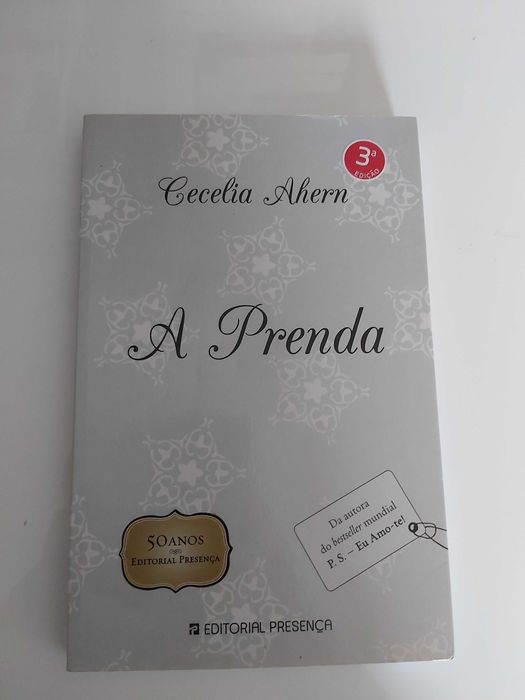 3ª
EDIÇÃO
Cecelia Ahern
A Prenda
Da autora
do bestseller mundial
P. S. – Eu Amo-te!
50 ANOS
EDITORIAL PRESENÇA
EDITORIAL PRESENÇA